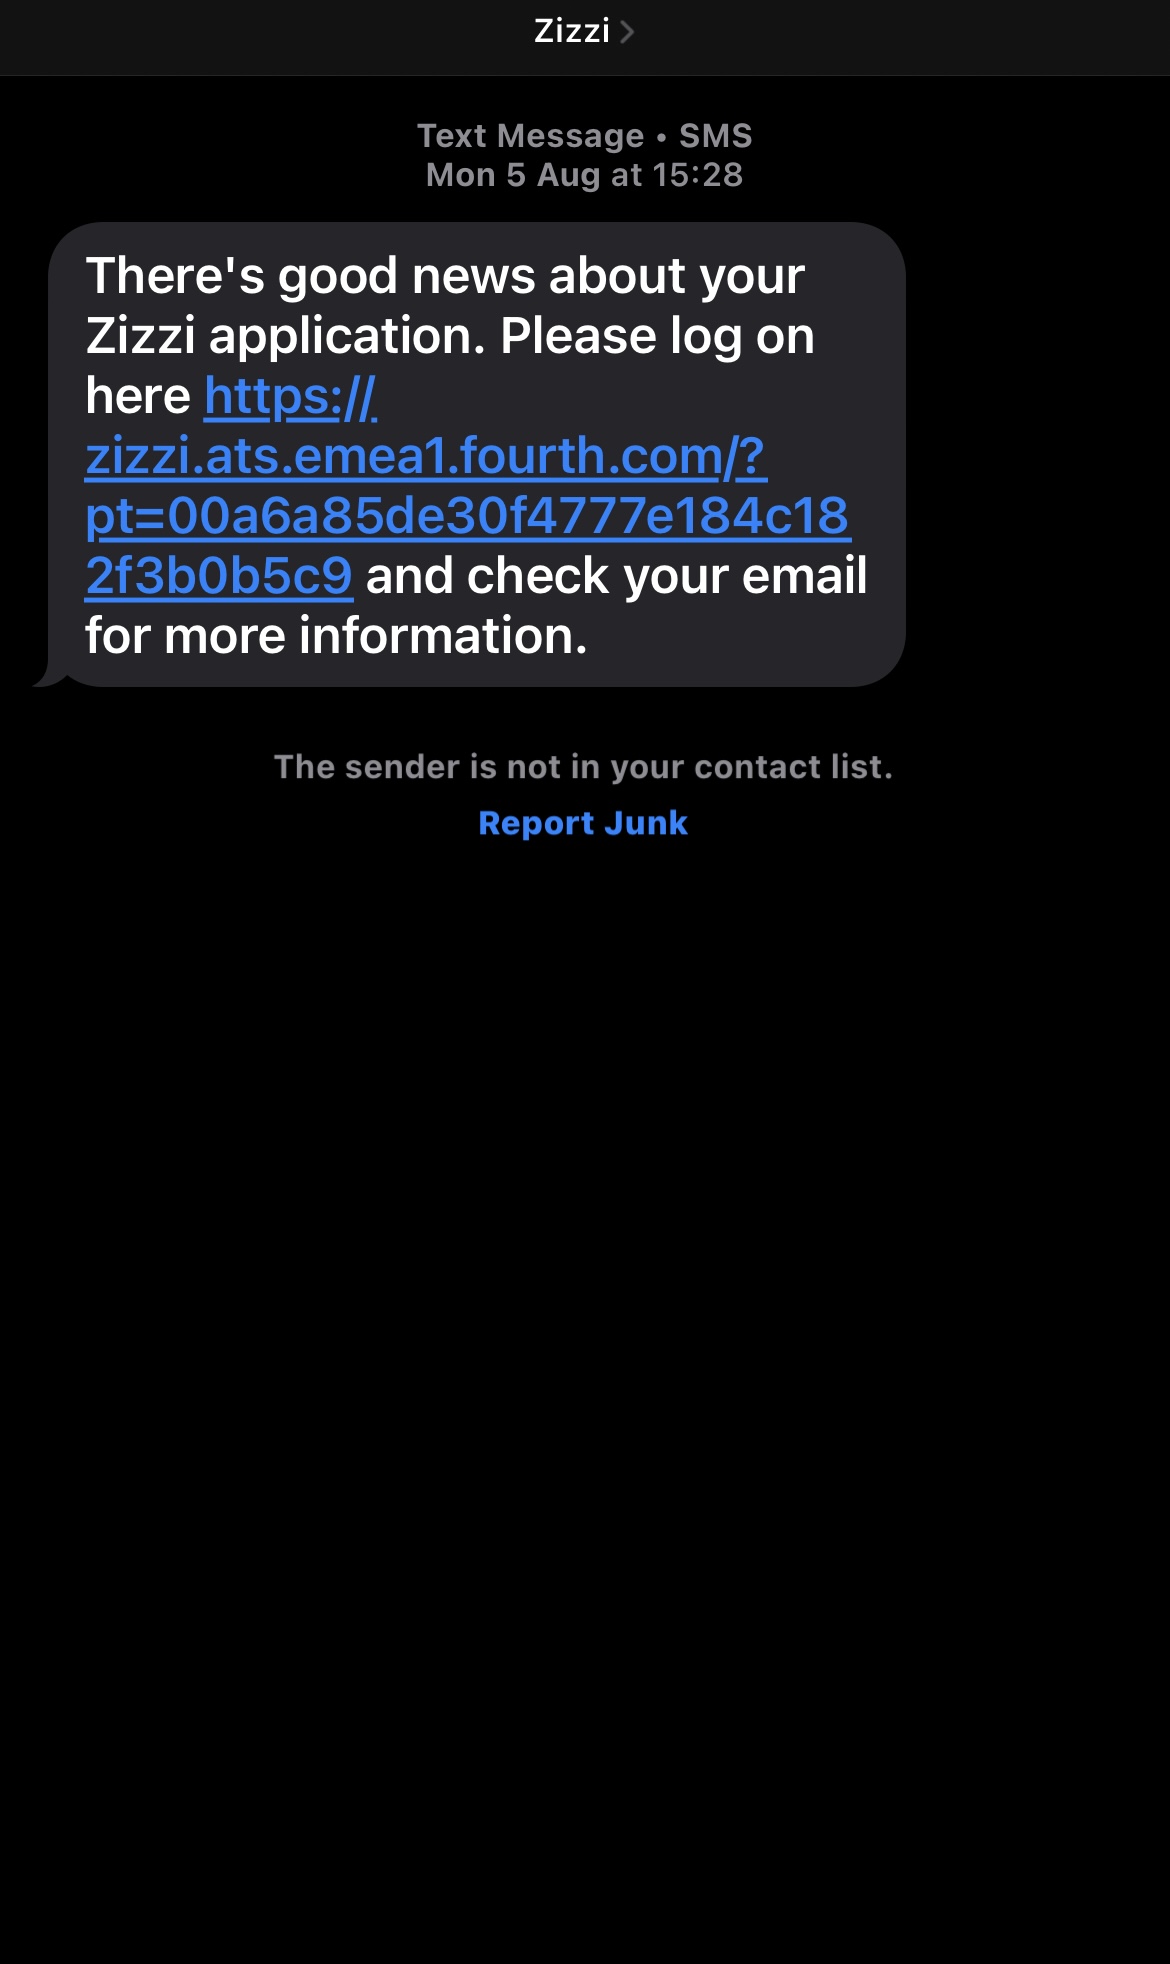 Zizzi
Text Message • SMS
Mon 5 Aug at 15:28
There's good news about your
Zizzi application. Please log on
here https://
zizzi.ats.emea1.fourth.com/?
pt=00a6a85de30f4777e184c18
2f3b0b5c9 and check your email
for more information.
The sender is not in your contact list.
Report Junk